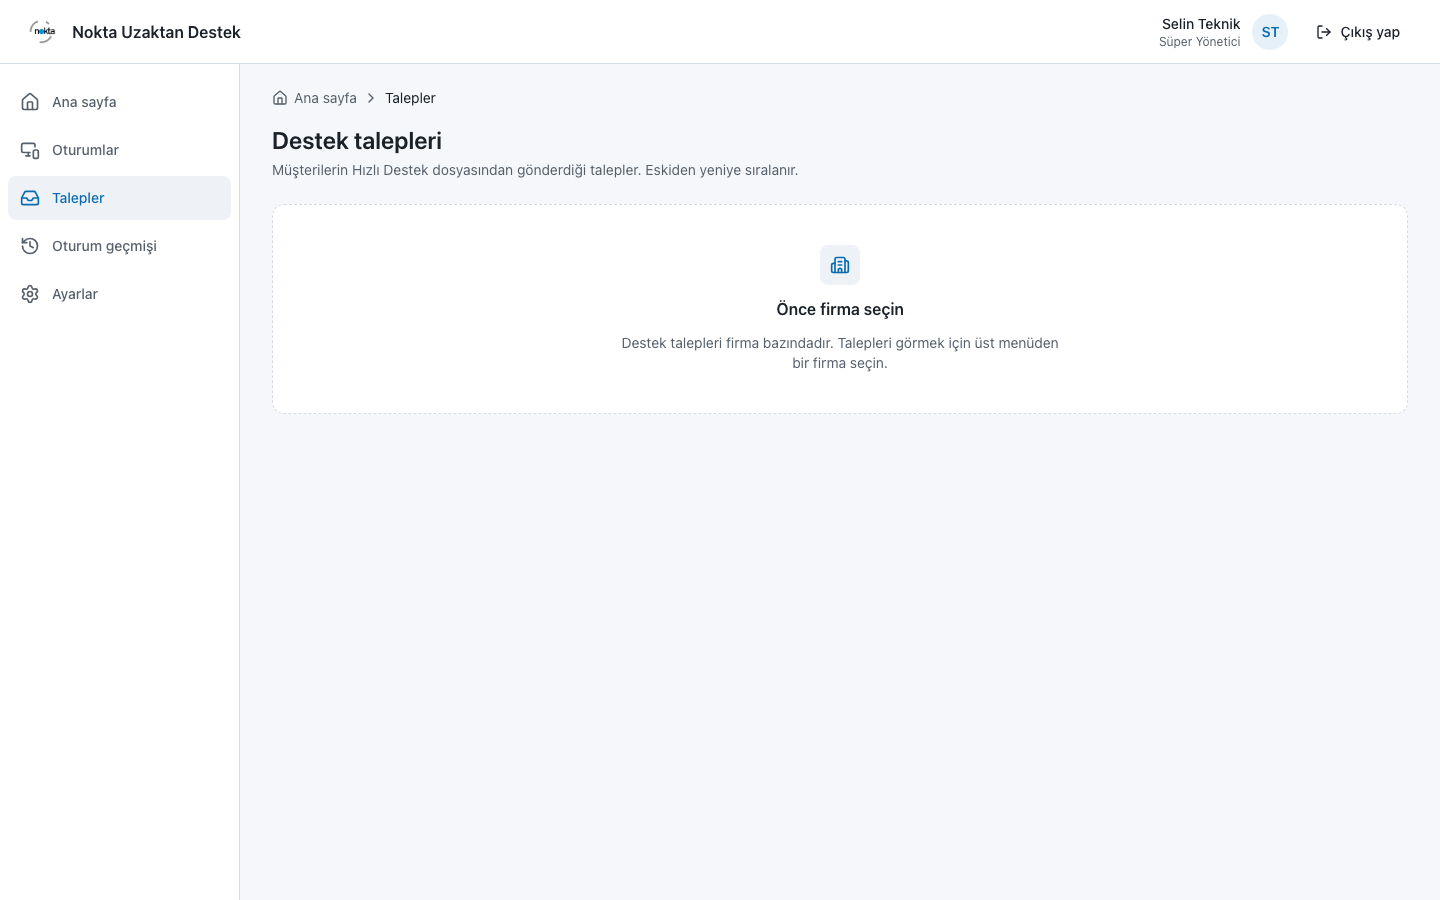 nokta
Nokta Uzaktan Destek
Selin Teknik
Süper Yönetici
ST
Çıkış yap
Ana sayfa
Oturumlar
Talepler
Oturum geçmişi
Ayarlar
Ana sayfa
Talepler
Destek talepleri
Müşterilerin Hızlı Destek dosyasından gönderdiği talepler. Eskiden yeniye sıralanır.
Önce firma seçin
Destek talepleri firma bazındadır. Talepleri görmek için üst menüden
bir firma seçin.